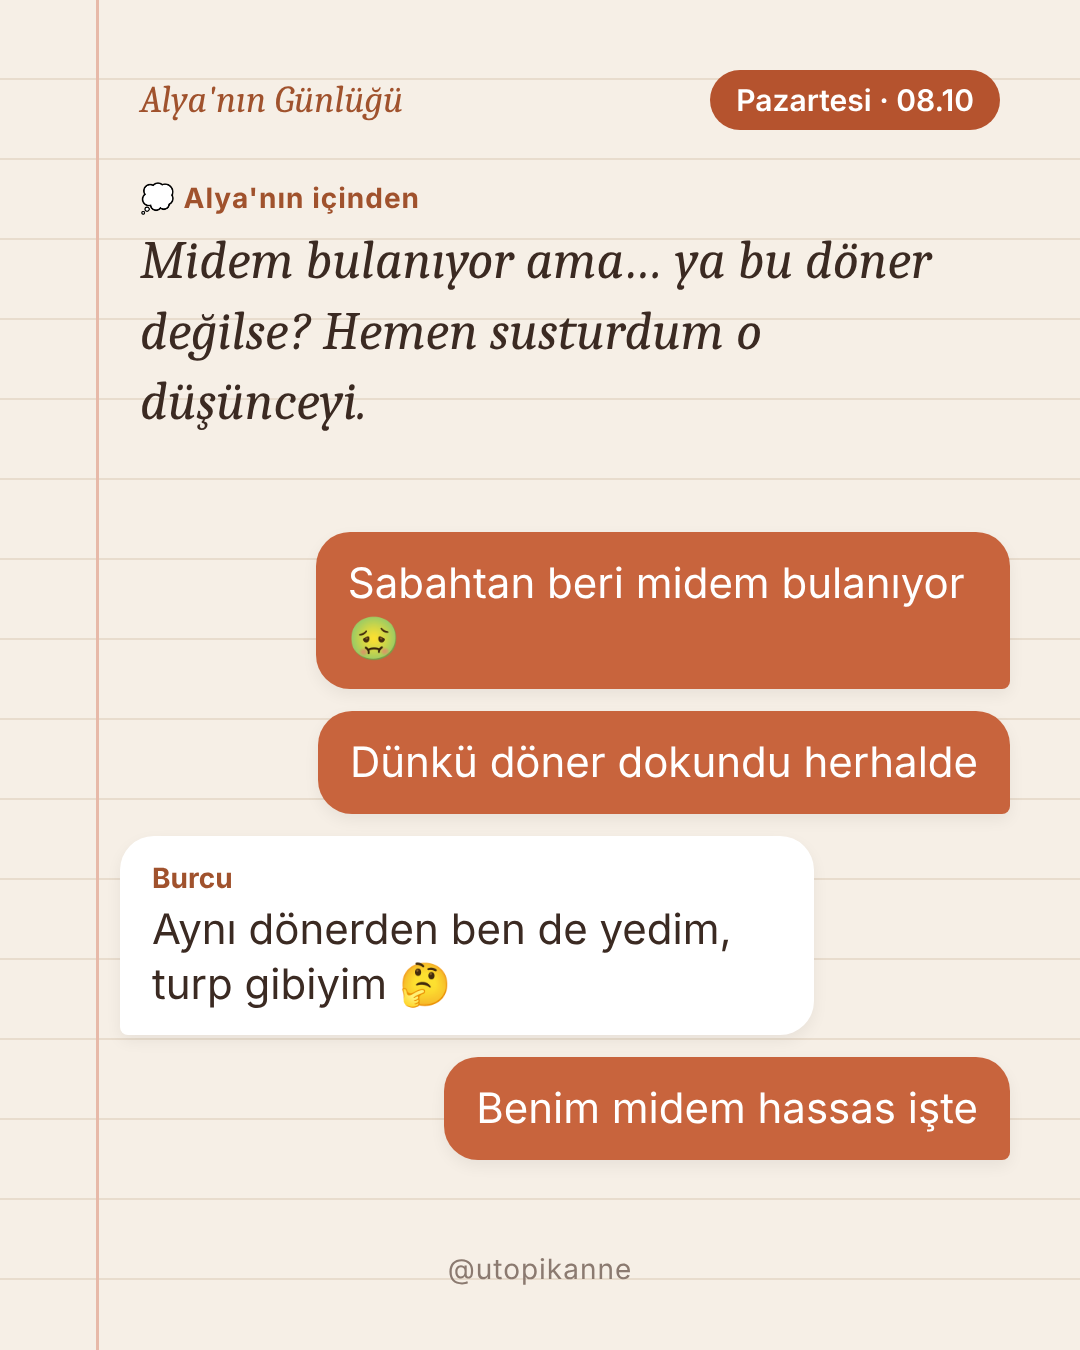 Alya'nın Günlüğü
Pazartesi · 08.10
💭 Alya'nın içinden
Midem bulanıyor ama... ya bu döner
değilse? Hemen susturdum o
düşünceyi.
Sabahtan beri midem bulanıyor
🤢
Dünkü döner dokundu herhalde
Burcu
Aynı dönerden ben de yedim,
turp gibiyim 🤔
Benim midem hassas işte
@utopikanne